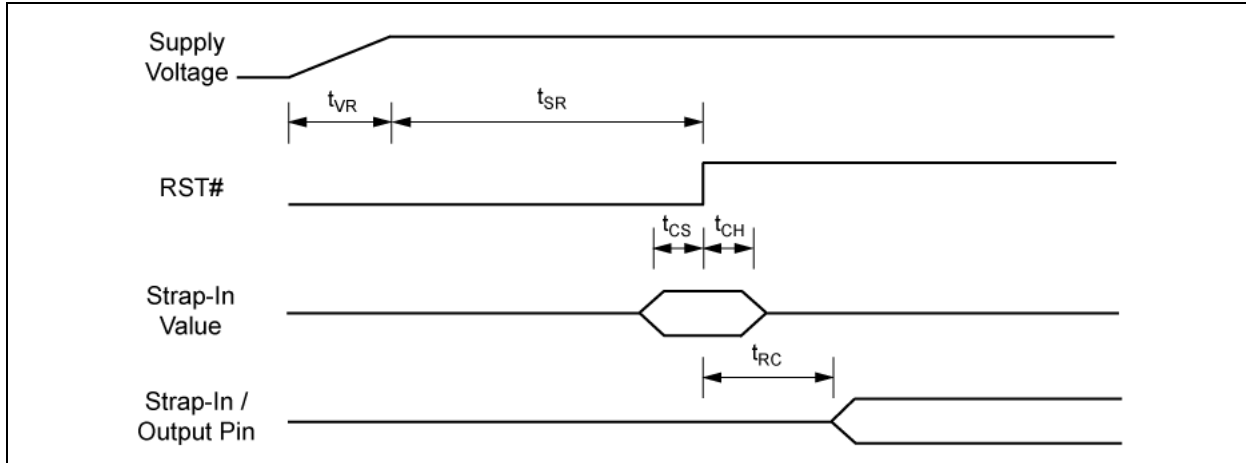 Supply
Voltage
tVR
tSR
RST#
tCS
tCH
Strap-In
Value
tRC
Strap-In /
Output Pin